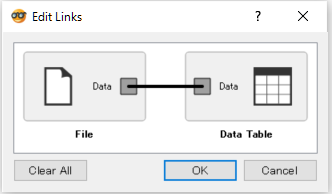 Edit Links
Data
Data
File
Data Table
Clear All
OK
Cancel